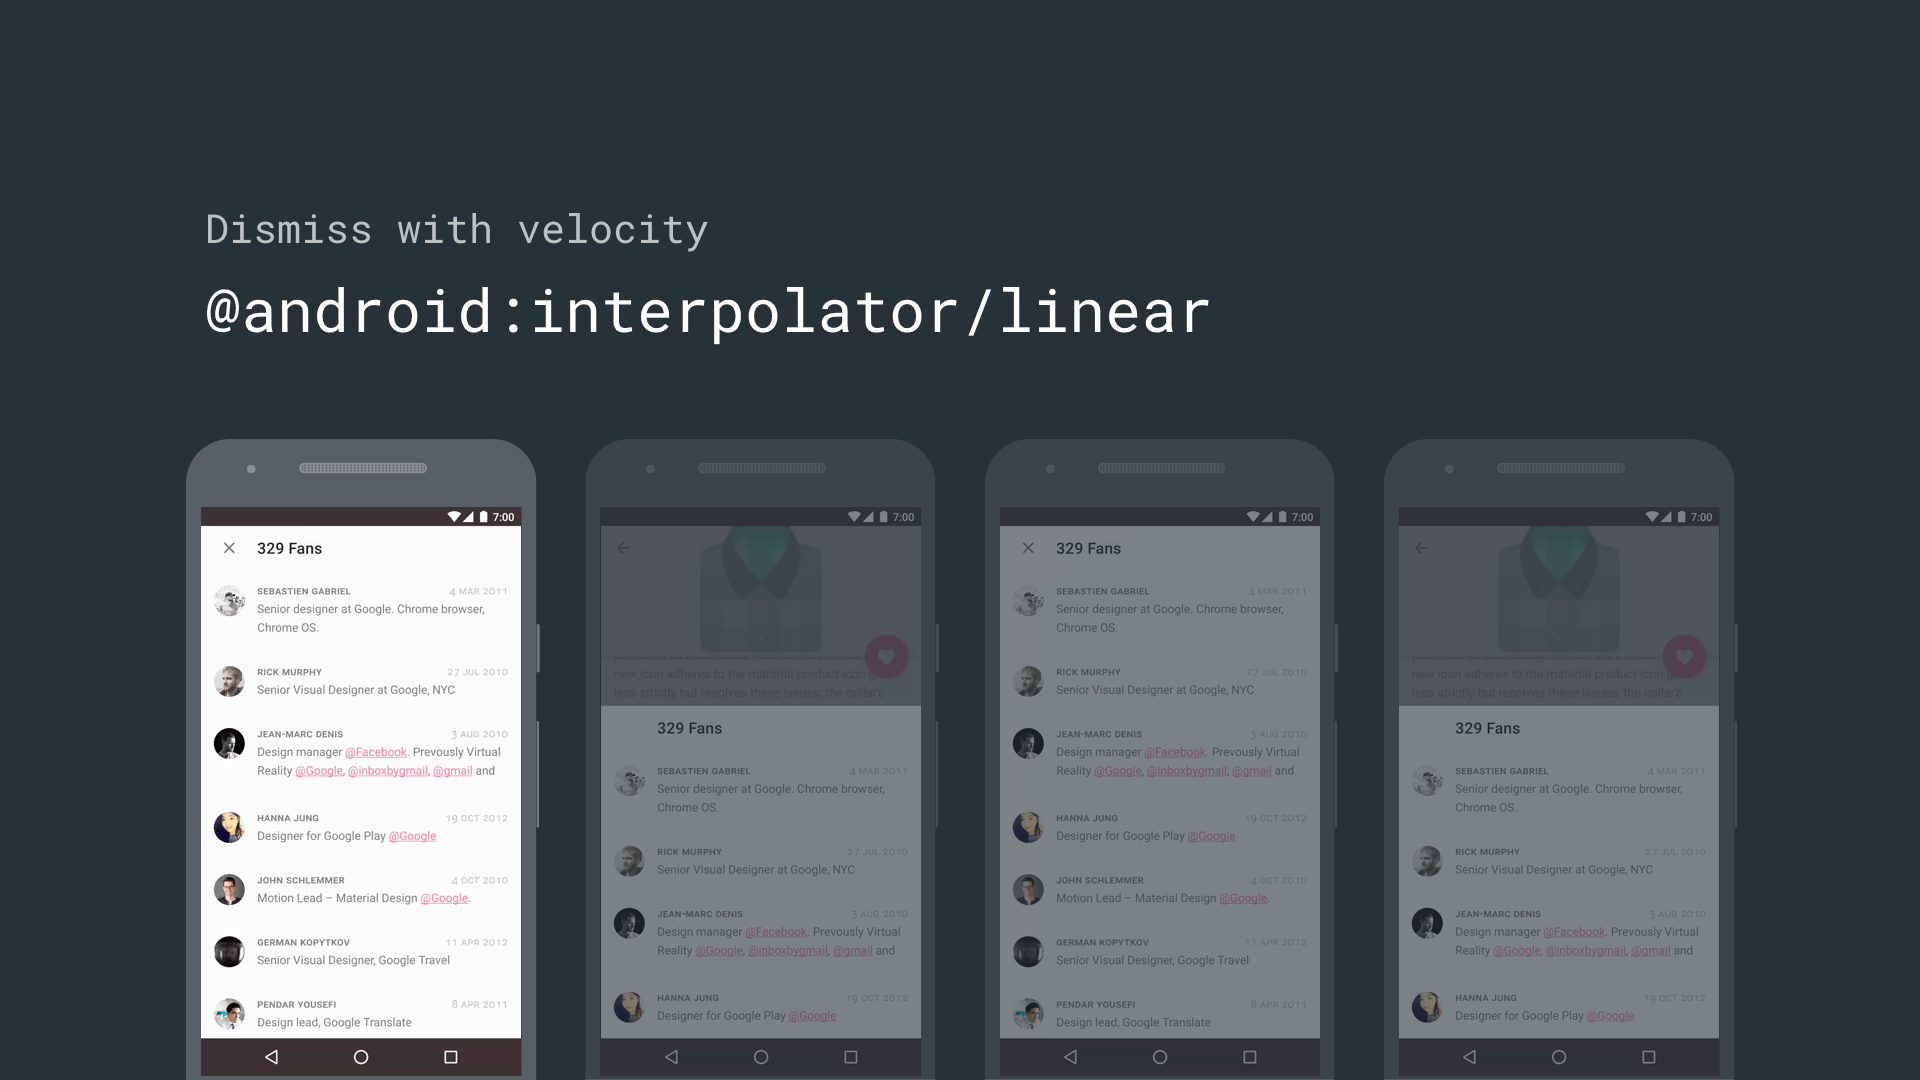 Dismiss with velocity
@android:interpolator/linear
7:00
329 Fans
SEBASTIEN GABRIEL 4 MAR 2011
Senior designer at Google. Chrome browser,
Chrome OS.
RICK MURPHY 27 JUL 2010
Senior Visual Designer at Google, NYC
JEAN-MARC DENIS 3 AUG 2010
Design manager @Facebook. Prevously Virtual
Reality @Google, @inboxbygmail, @gmail and
HANNA JUNG 19 OCT 2012
Designer for Google Play @Google
JOHN SCHLEMMER 4 OCT 2010
Motion Lead – Material Design @Google.
GERMAN KOPYTKOV 11 APR 2012
Senior Visual Designer, Google Travel
PENDAR YOUSEFI 8 APR 2011
Design lead, Google Translate
7:00
new icon adheres to the material product icon
less strictly but resolves these issues; the collar's
329 Fans
SEBASTIEN GABRIEL 4 MAR 2011
Senior designer at Google. Chrome browser,
Chrome OS.
RICK MURPHY 27 JUL 2010
Senior Visual Designer at Google, NYC
JEAN-MARC DENIS 3 AUG 2010
Design manager @Facebook. Prevously Virtual
Reality @Google, @inboxbygmail, @gmail and
HANNA JUNG 19 OCT 2012
Designer for Google Play @Google
7:00
329 Fans
SEBASTIEN GABRIEL 4 MAR 2011
Senior designer at Google. Chrome browser,
Chrome OS.
RICK MURPHY 27 JUL 2010
Senior Visual Designer at Google, NYC
JEAN-MARC DENIS 3 AUG 2010
Design manager @Facebook. Prevously Virtual
Reality @Google, @inboxbygmail, @gmail and
HANNA JUNG 19 OCT 2012
Designer for Google Play @Google
JOHN SCHLEMMER 4 OCT 2010
Motion Lead – Material Design @Google.
GERMAN KOPYTKOV 11 APR 2012
Senior Visual Designer, Google Travel
PENDAR YOUSEFI 8 APR 2011
Design lead, Google Translate
7:00
new icon adheres to the material product icon
less strictly but resolves these issues; the collar's
329 Fans
SEBASTIEN GABRIEL 4 MAR 2011
Senior designer at Google. Chrome browser,
Chrome OS.
RICK MURPHY 27 JUL 2010
Senior Visual Designer at Google, NYC
JEAN-MARC DENIS 3 AUG 2010
Design manager @Facebook. Prevously Virtual
Reality @Google, @inboxbygmail, @gmail and
HANNA JUNG 19 OCT 2012
Designer for Google Play @Google